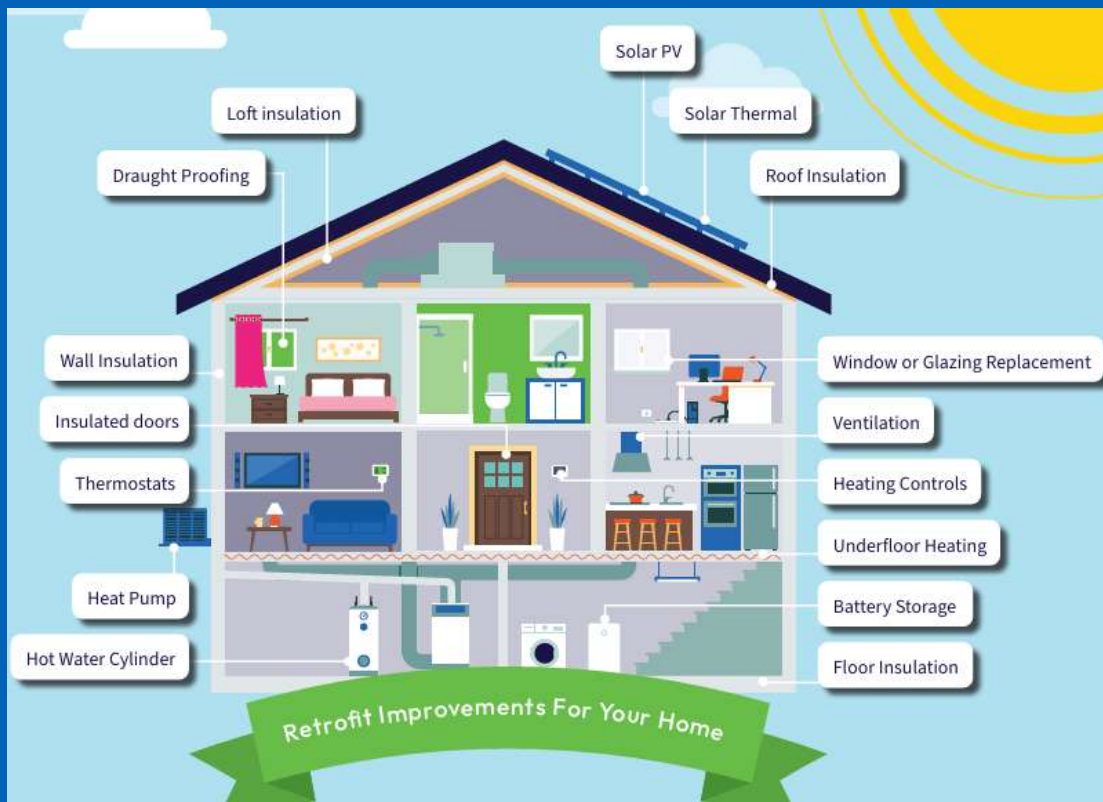 Solar PV
Loft insulation
Solar Thermal
Draught Proofing
Roof Insulation
Wall Insulation
Window or Glazing Replacement
Insulated doors
Ventilation
Thermostats
Heating Controls
Underfloor Heating
Heat Pump
Battery Storage
Hot Water Cylinder
Floor Insulation
Retrofit Improvements For Your Home